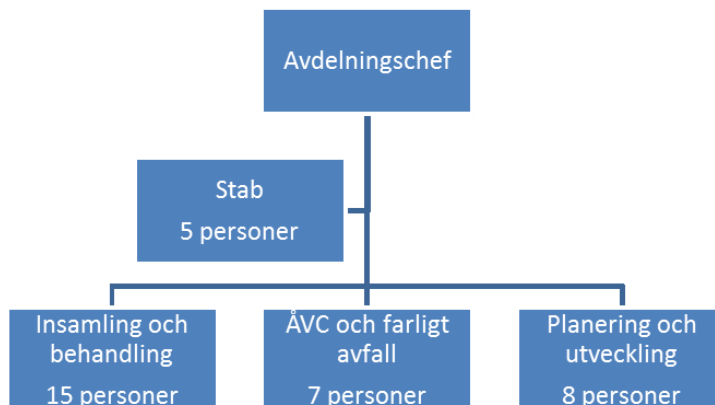 Avdelningschef
Stab
5 personer
Insamling och
behandling
15 personer
ÅVC och farligt
avfall
7 personer
Planering och
utveckling
8 personer